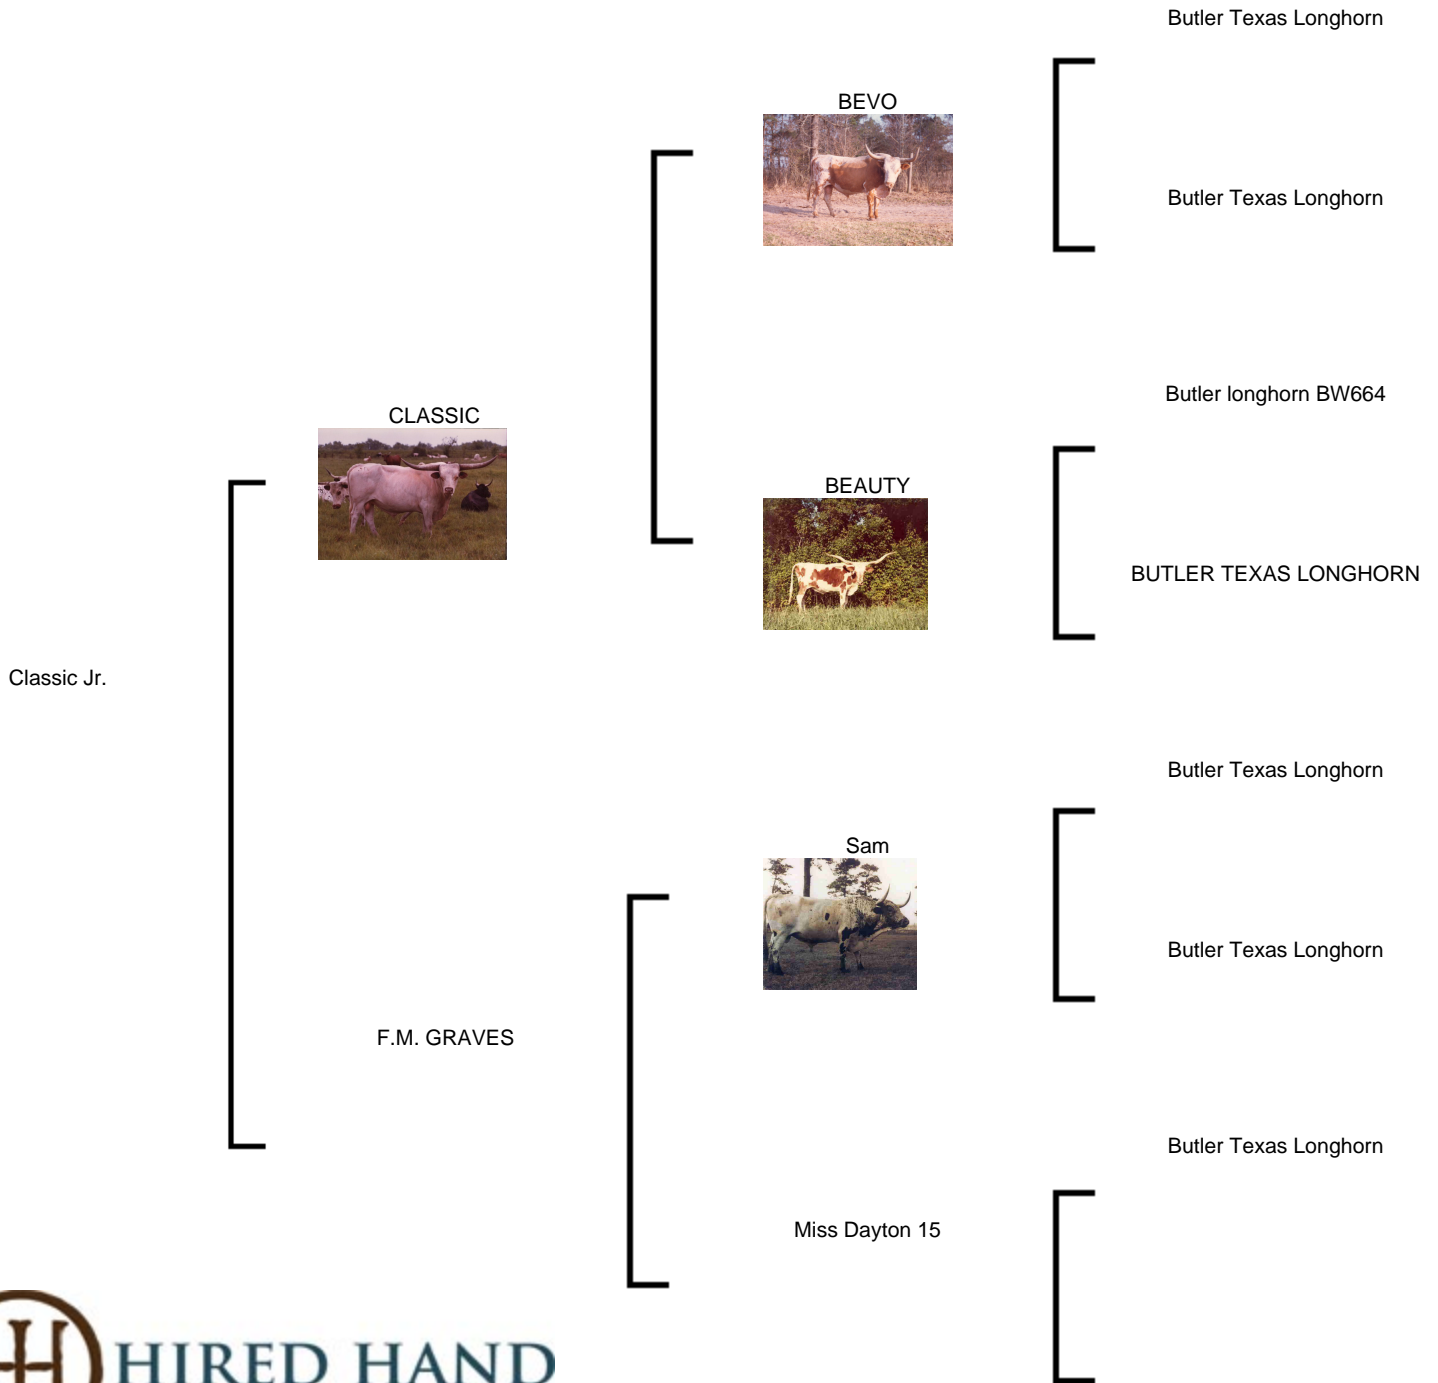 Butler Texas Longhorn
BEVO
Butler Texas Longhorn
Butler longhorn BW664
CLASSIC
BEAUTY
BUTLER TEXAS LONGHORN
Classic Jr.
Butler Texas Longhorn
Sam
Butler Texas Longhorn
F.M. GRAVES
Butler Texas Longhorn
Miss Dayton 15
H HIRED HAND